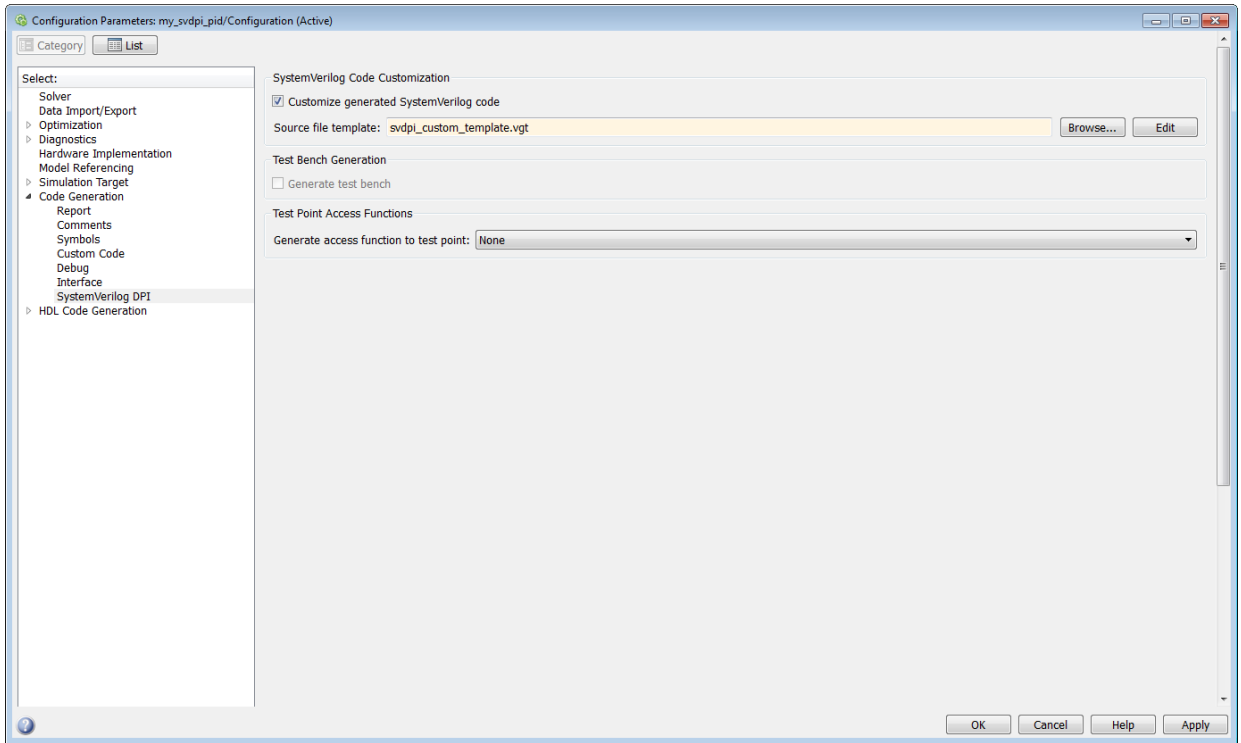 Configuration Parameters: my_svdpi_pid/Configuration (Active)
Category List
Select:
Solver
Data Import/Export
Optimization
Diagnostics
Hardware Implementation
Model Referencing
Simulation Target
Code Generation
Report
Comments
Symbols
Custom Code
Debug
Interface
SystemVerilog DPI
HDL Code Generation
SystemVerilog Code Customization
Customize generated SystemVerilog code
Source file template: svdpi_custom_template.vgt Browse... Edit
Test Bench Generation
Generate test bench
Test Point Access Functions
Generate access function to test point: None
OK Cancel Help Apply